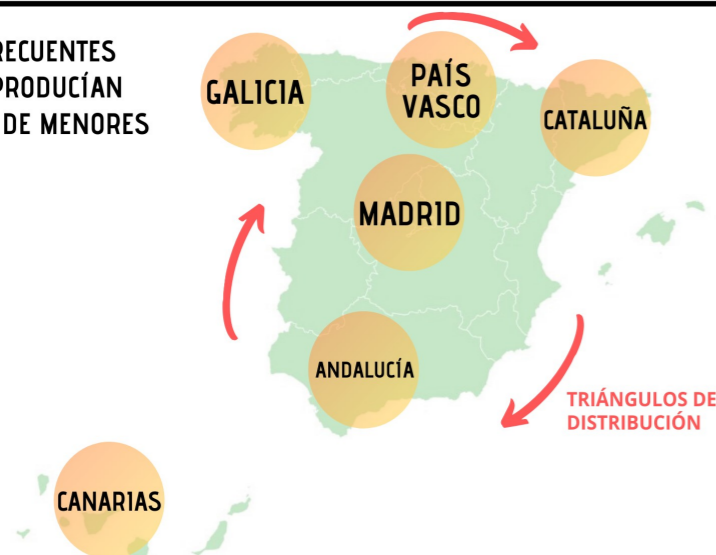 RECUENTES
PRODUCÍAN
DE MENORES
GALICIA
PAÍS
VASCO
CATALUÑA
MADRID
ANDALUCÍA
TRIÁNGULOS DE
DISTRIBUCIÓN
CANARIAS